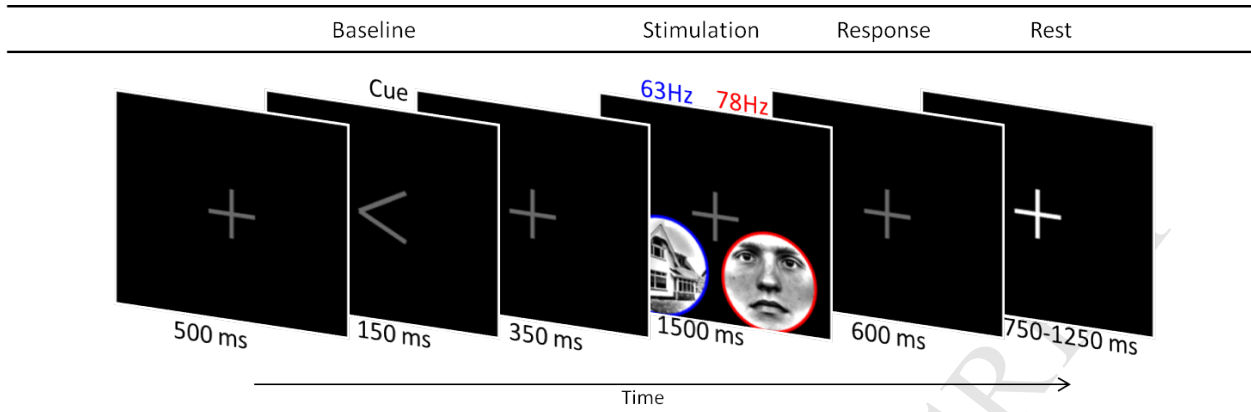 Baseline Stimulation Response Rest
Cue 63Hz 78Hz
500 ms 150 ms 350 ms 1500 ms 600 ms 750-1250 ms
Time